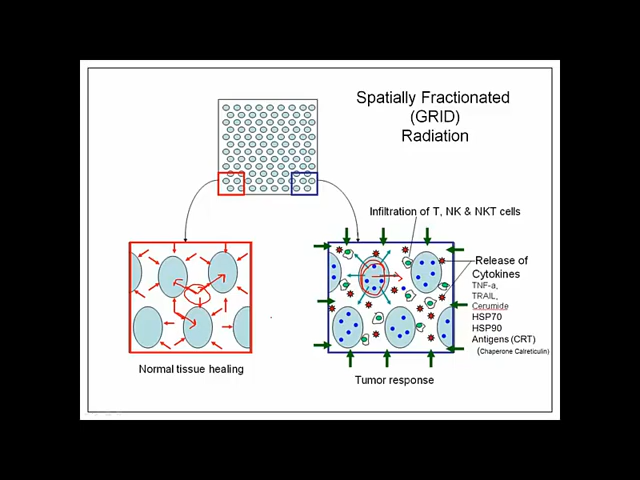 Spatially Fractionated
(GRID)
Radiation
Infiltration of T, NK & NKT cells
Release of
Cytokines
TNF-a,
TRAIL,
Cerumide
HSP70
HSP90
Antigens (CRT)
(Chaperone Calreticulin)
Normal tissue healing
Tumor response